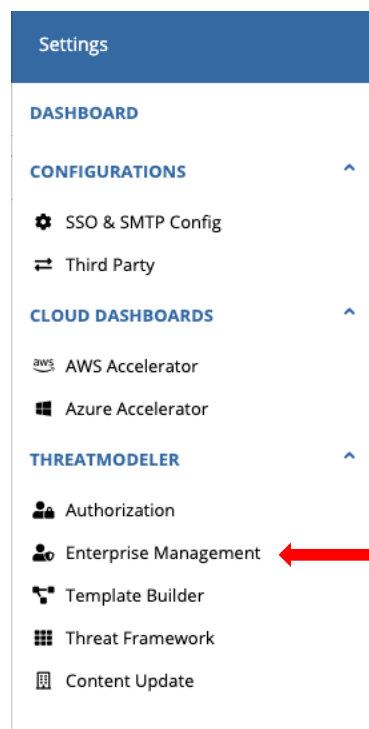 Settings
DASHBOARD
CONFIGURATIONS
SSO & SMTP Config
Third Party
CLOUD DASHBOARDS
aws AWS Accelerator
Azure Accelerator
THREATMODELER
Authorization
Enterprise Management
Template Builder
Threat Framework
Content Update